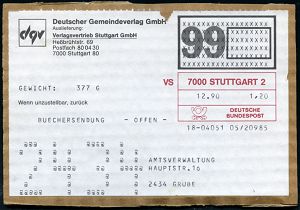 dgv
Deutscher Gemeindeverlag GmbH
Auslieferung:
Verlagsvertrieb Stuttgart GmbH
Heßbrühlstr. 69
Postfach 80 04 30
7000 Stuttgart 80
99
GEWICHT: 377 G
VS 7000 STUTTGART 2
12.90 1,20
Wenn unzustellbar, zurück
DEUTSCHE
BUNDESPOST
BUECHERSENDUNG - OFFEN -
18-04051 05/20985
AMTSVERWALTUNG
HAUPTSTR.16
2434 GRUBE